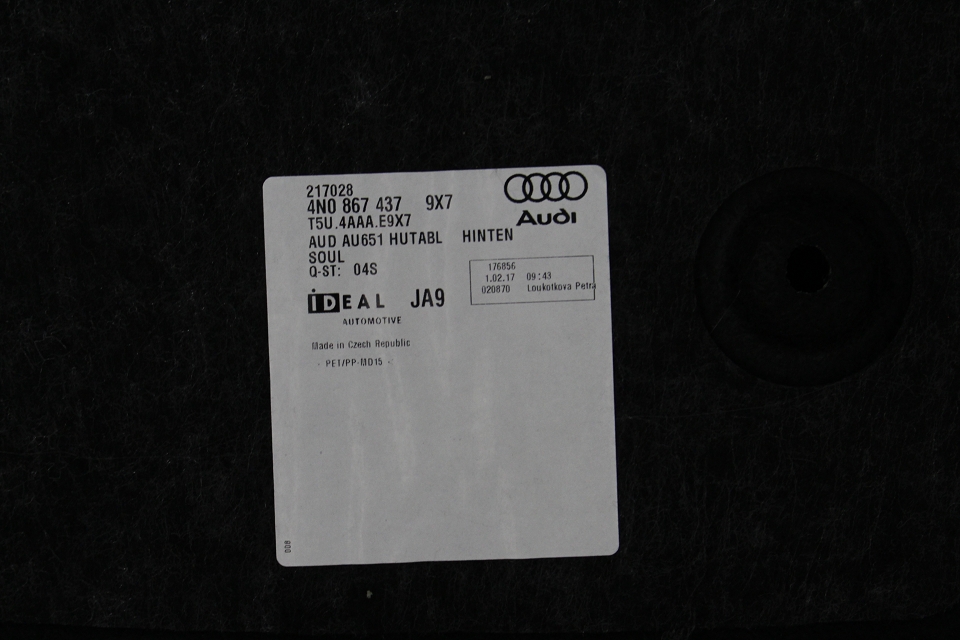 217028
4N0 867 437 9X7
T5U.4AAA.E9X7
AUD AU651 HUTABL HINTEN
SOUL
Q-ST: 04S
Audi
176856
1.02.17 09:43
020870 Loukotkova Petra
IDEAL JA9
AUTOMOTIVE
Made in Czech Republic
- PET/PP-MD15 -
008